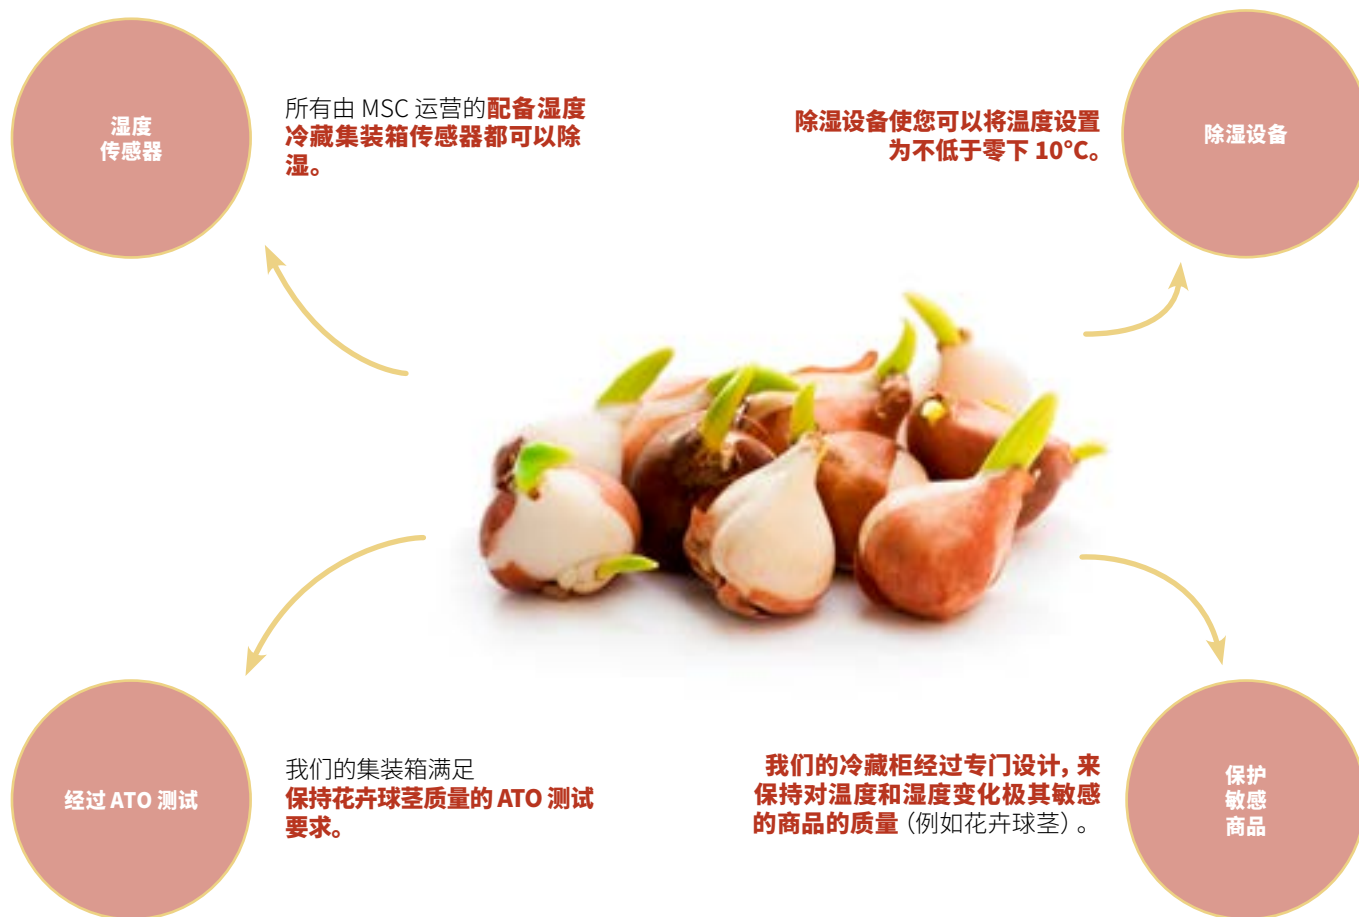 湿度
传感器
所有由 MSC 运营的配备湿度
冷藏集装箱传感器都可以除
湿。
除湿设备使您可以将温度设置
为不低于零下 10°C。
除湿设备
经过 ATO 测试
我们的集装箱满足
保持花卉球茎质量的 ATO 测试
要求。
我们的冷藏柜经过专门设计，来
保持对温度和湿度变化极其敏感
的商品的质量（例如花卉球茎）。
保护
敏感
商品